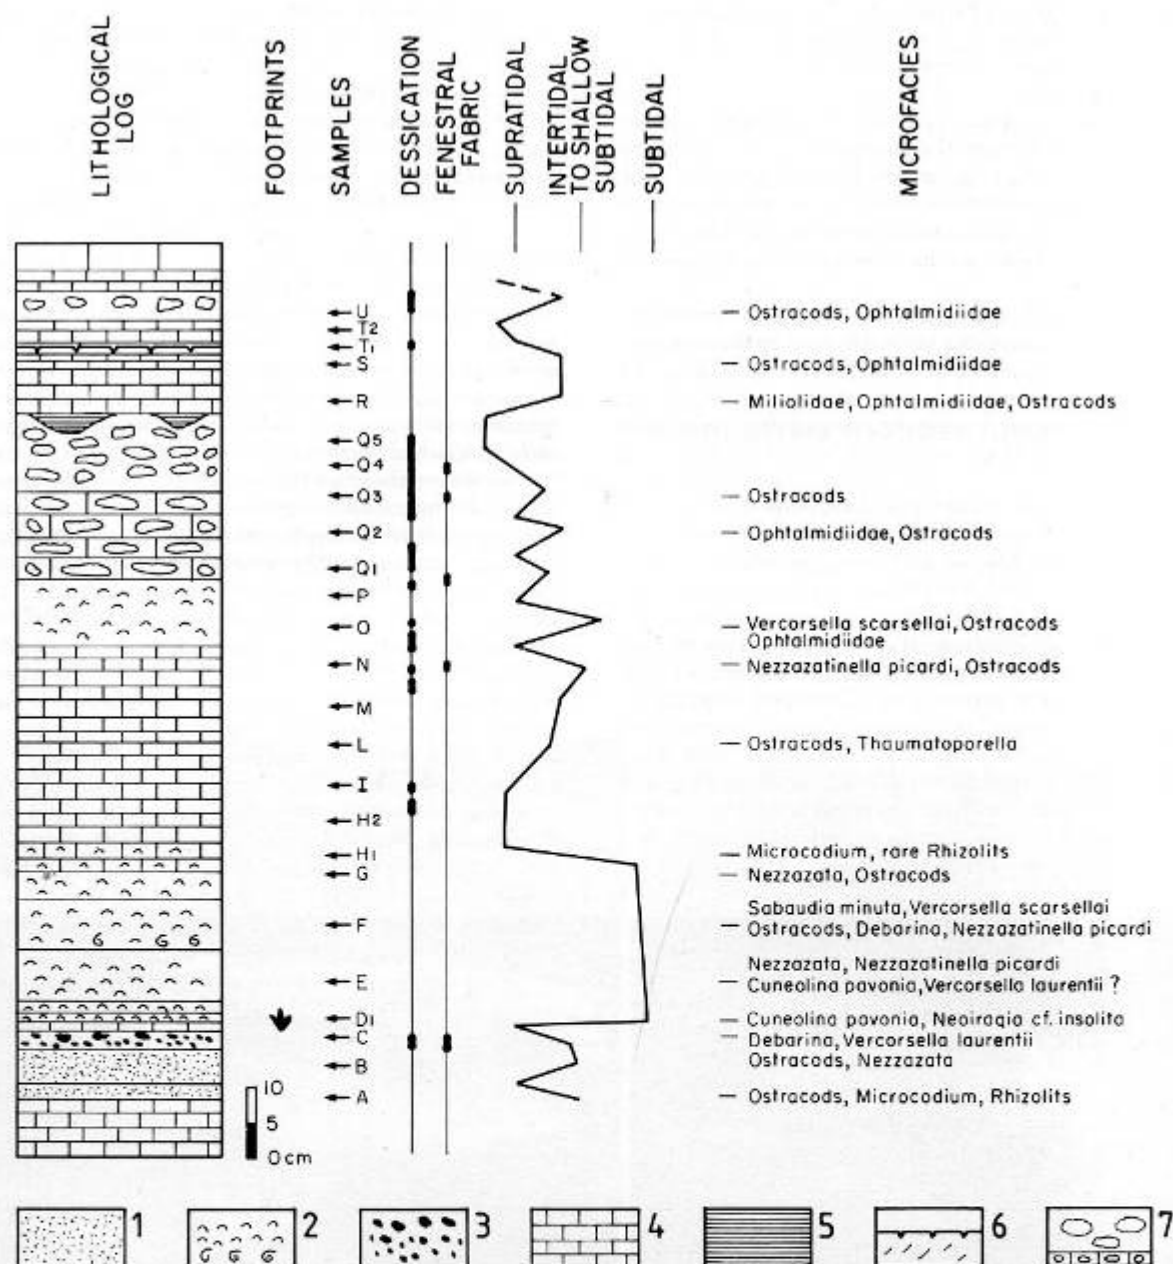 LITHOLOGICAL
LOG
FOOTPRINTS
SAMPLES
DESSICATION
FENESTRAL
FABRIC
SUPRATIDAL
INTERTIDAL
TO SHALLOW
SUBTIDAL
SUBTIDAL
MICROFACIES
U
T2
T1
S
R
Q5
Q4
Q3
Q2
Q1
P
O
N
M
L
I
H2
H1
G
F
E
D1
C
B
A
Ostracods, Ophtalmidiidae
Ostracods, Ophtalmidiidae
Miliolidae, Ophtalmidiidae, Ostracods
Ostracods
Ophtalmidiidae, Ostracods
Vercorsella scarsellai, Ostracods
Ophtalmidiidae
Nezzazatinella picardi, Ostracods
Ostracods, Thaumatoporella
Microcodium, rare Rhizolits
Nezzazata, Ostracods
Sabaudia minuta, Vercorsella scarsellai
Ostracods, Debarina, Nezzazatinella picardi
Nezzazata, Nezzazatinella picardi
Cuneolina pavonia, Vercorsella laurentii ?
Cuneolina pavonia, Neoiragia cf. insolita
Debarina, Vercorsella laurentii
Ostracods, Nezzazata
Ostracods, Microcodium, Rhizolits
10
5
0 cm
1
2
3
4
5
6
7